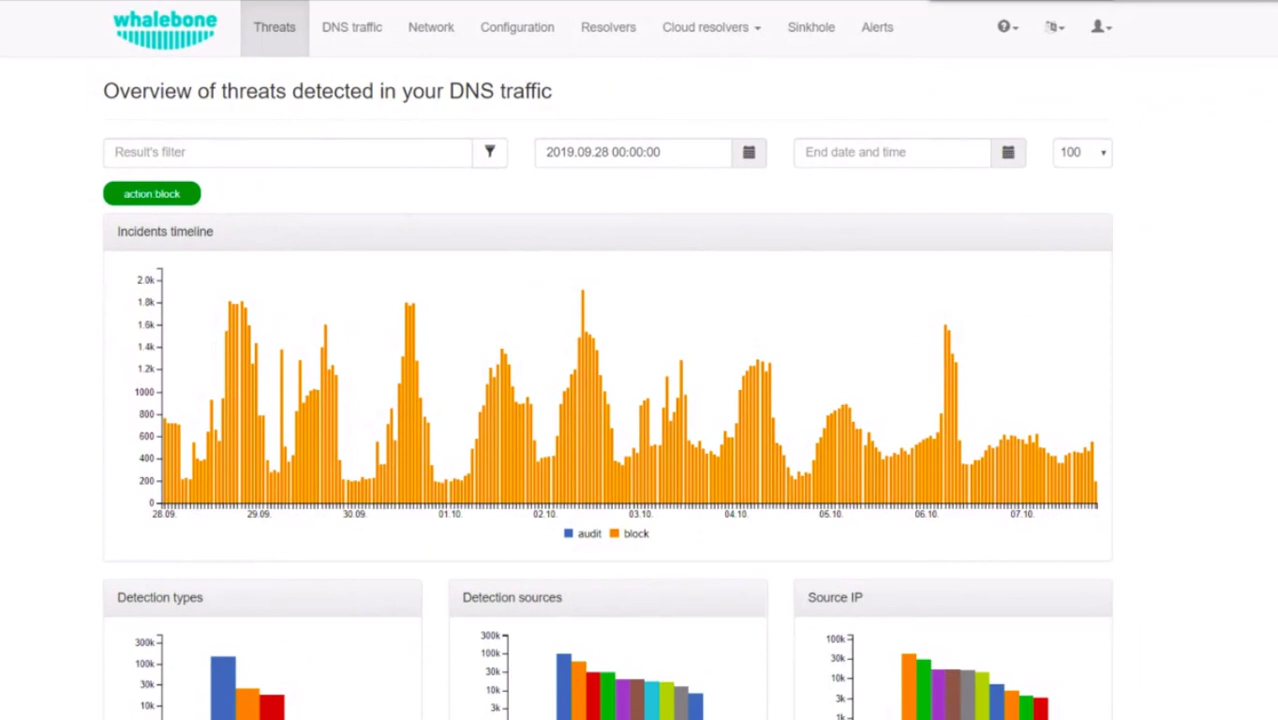 whalebone
Threats DNS traffic Network Configuration Resolvers Cloud resolvers Sinkhole Alerts
Overview of threats detected in your DNS traffic
Result's filter 2019.09.28 00:00:00 End date and time 100
action:block
Incidents timeline
2.0k
1.8k
1.6k
1.4k
1.2k
1000
800
600
400
200
0
28.09. 29.09. 30.09. 01.10. 02.10. 03.10. 04.10. 05.10. 06.10. 07.10.
audit block
Detection types Detection sources Source IP
300k 300k 100k
100k 100k 30k
30k 30k 10k
10k 10k 3k
3k 1k